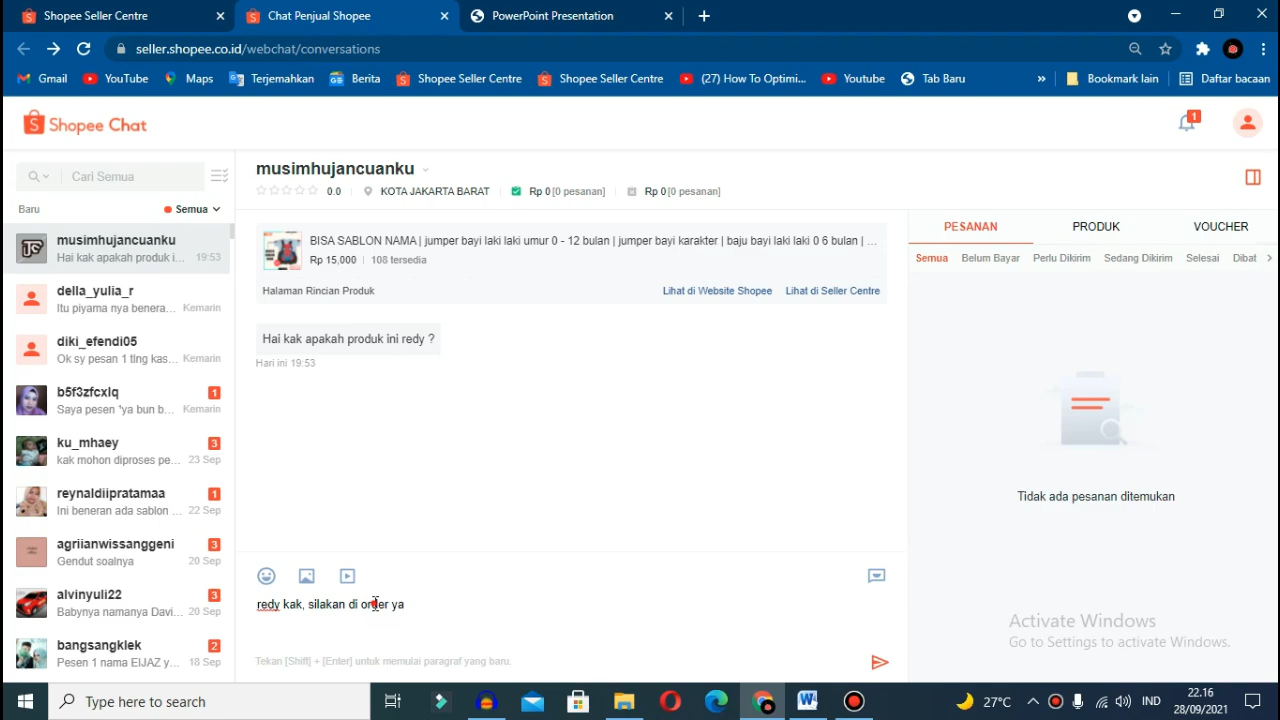 Shopee Seller Centre
Chat Penjual Shopee
PowerPoint Presentation
seller.shopee.co.id/webchat/conversations
Gmail
YouTube
Maps
Terjemahkan
Berita
Shopee Seller Centre
Shopee Seller Centre
(27) How To Optimi...
Youtube
Tab Baru
»
Bookmark lain
Daftar bacaan
Shopee Chat
1
Cari Semua
Baru
Semua
musimhujancuanku
Hai kak apakah produk i... 19:53
della_yulia_r
Itu piyama nya benera... Kemarin
diki_efendi05
Ok sy pesan 1 tlng kas... Kemarin
b5f3zfcxlq 1
Saya pesen 'ya bun b... Kemarin
ku_mhaey 3
kak mohon diproses pe... 23 Sep
reynaldiipratamaa 1
Ini beneran ada sablon ... 22 Sep
agriianwissanggeni 3
Gendut soalnya 20 Sep
alvinyuli22 3
Babynya namanya Davi... 20 Sep
bangsangklek 2
Pesen 1 nama EIJAZ y... 18 Sep
musimhujancuanku
0.0 KOTA JAKARTA BARAT Rp 0 [0 pesanan] Rp 0 [0 pesanan]
BISA SABLON NAMA | jumper bayi laki laki umur 0 - 12 bulan | jumper bayi karakter | baju bayi laki laki 0 6 bulan | ...
Rp 15,000 | 108 tersedia
Halaman Rincian Produk Lihat di Website Shopee Lihat di Seller Centre
Hai kak apakah produk ini redy ?
Hari ini 19:53
redy kak, silakan di order ya
Tekan [Shift] + [Enter] untuk memulai paragraf yang baru.
PESANAN PRODUK VOUCHER
Semua Belum Bayar Perlu Dikirim Sedang Dikirim Selesai Dibat
Tidak ada pesanan ditemukan
Activate Windows
Go to Settings to activate Windows.
Type here to search
27°C
IND
22.16
28/09/2021